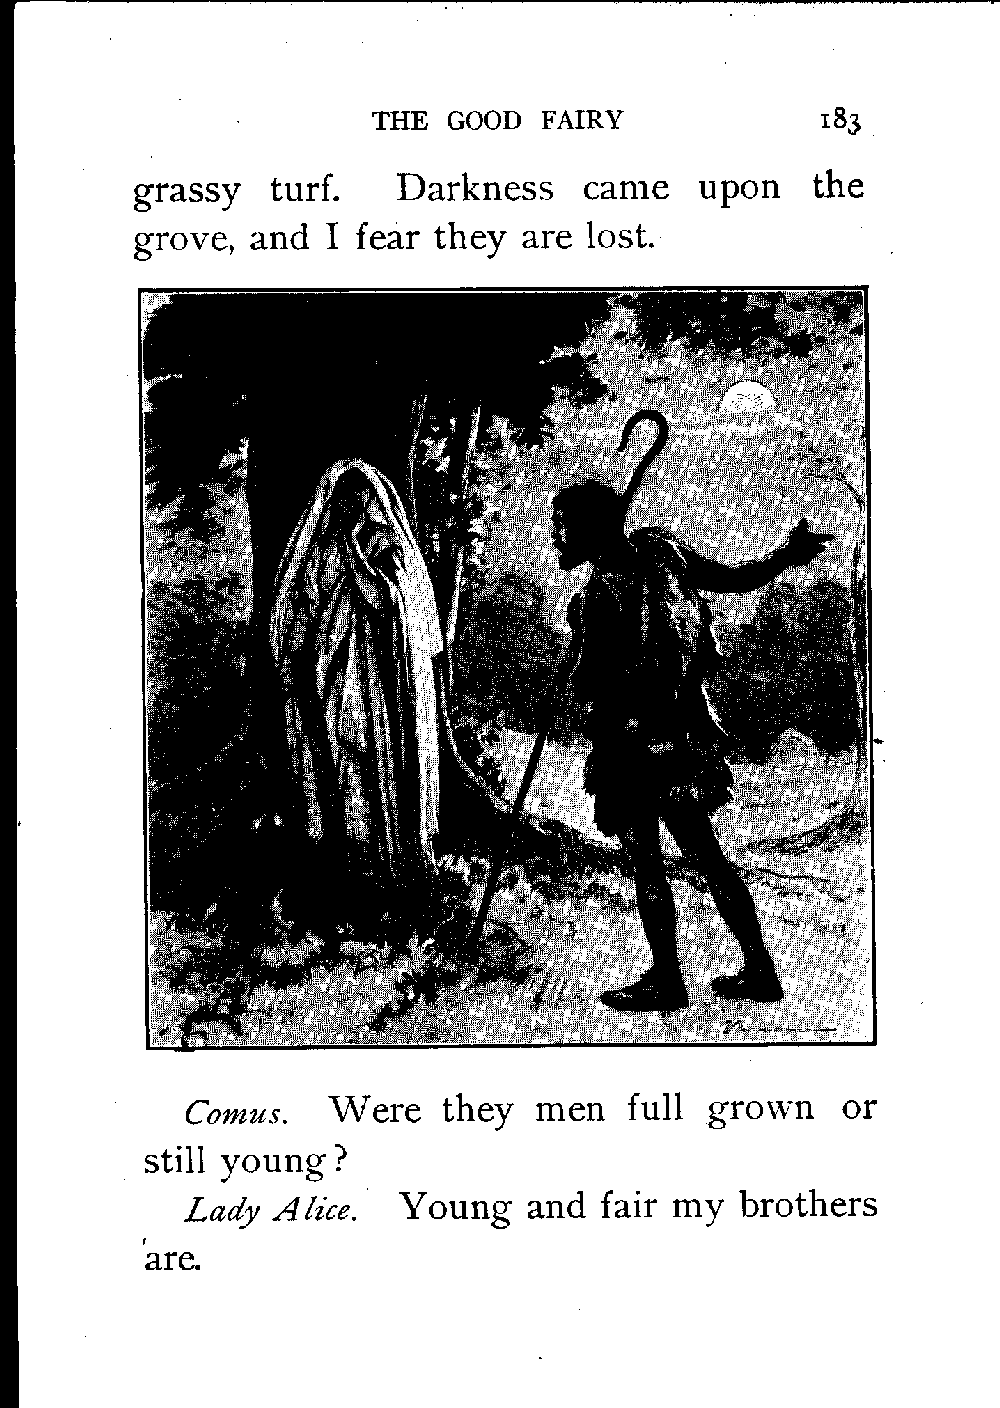 THE GOOD FAIRY 183
grassy turf. Darkness came upon the
grove, and I fear they are lost.
Comus. Were they men full grown or
still young?
Lady Alice. Young and fair my brothers
are.